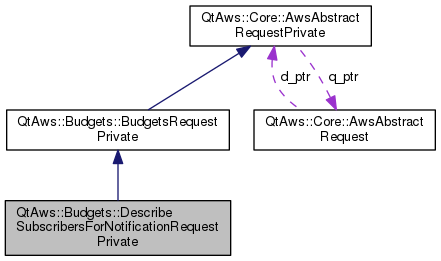 QtAws::Core::AwsAbstract
RequestPrivate
d_ptr
q_ptr
QtAws::Budgets::BudgetsRequest
Private
QtAws::Core::AwsAbstract
Request
QtAws::Budgets::Describe
SubscribersForNotificationRequest
Private